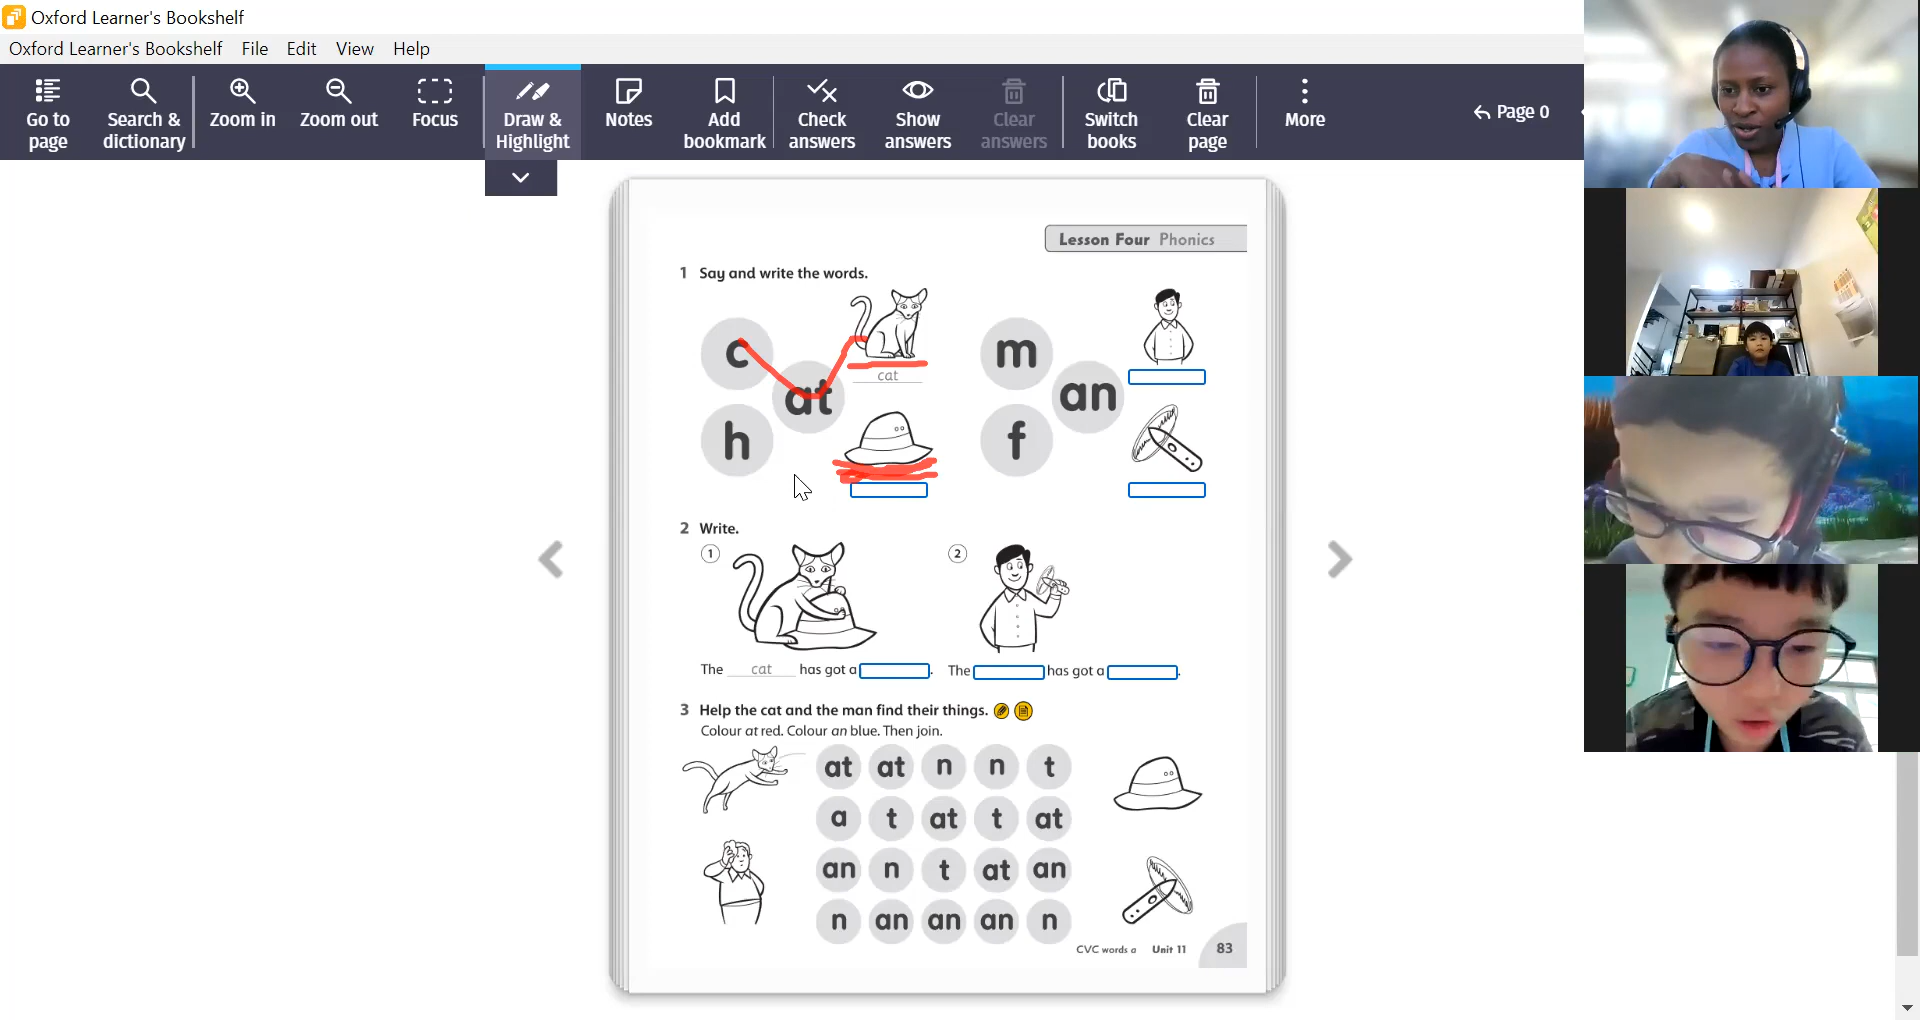 Oxford Learner's Bookshelf
Oxford Learner's Bookshelf File Edit View Help
Go to page
Search & dictionary
Zoom in
Zoom out
Focus
Draw & Highlight
Notes
Add bookmark
Check answers
Show answers
Clear answers
Switch books
Clear page
More
Page 0
Lesson Four Phonics
1 Say and write the words.
c
at
h
cat
m
an
f
2 Write.
1
2
The cat has got a .
The has got a .
3 Help the cat and the man find their things.
Colour at red. Colour an blue. Then join.
at at n n t
a t at t at
an n t at an
n an an an n
CVC words a Unit 11 83